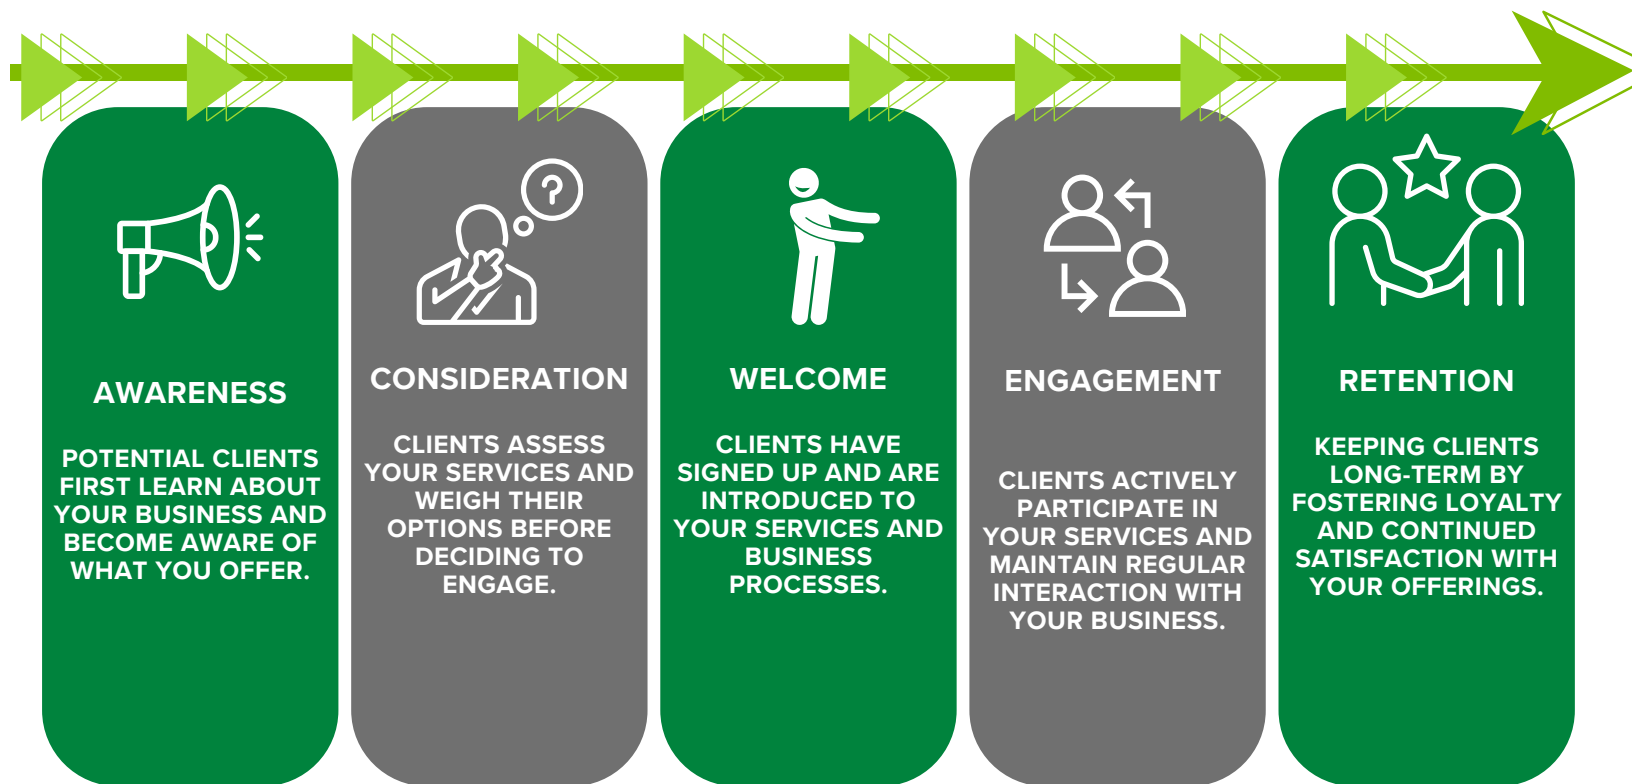 AWARENESS
POTENTIAL CLIENTS
FIRST LEARN ABOUT
YOUR BUSINESS AND
BECOME AWARE OF
WHAT YOU OFFER.
?
CONSIDERATION
CLIENTS ASSESS
YOUR SERVICES AND
WEIGH THEIR
OPTIONS BEFORE
DECIDING TO
ENGAGE.
WELCOME
CLIENTS HAVE
SIGNED UP AND ARE
INTRODUCED TO
YOUR SERVICES AND
BUSINESS
PROCESSES.
ENGAGEMENT
CLIENTS ACTIVELY
PARTICIPATE IN
YOUR SERVICES AND
MAINTAIN REGULAR
INTERACTION WITH
YOUR BUSINESS.
RETENTION
KEEPING CLIENTS
LONG-TERM BY
FOSTERING LOYALTY
AND CONTINUED
SATISFACTION WITH
YOUR OFFERINGS.